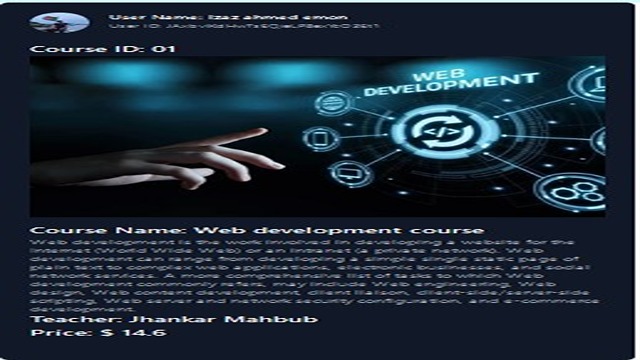 User Name: Izaz ahmed emon
User ID:
Course ID: 01
WEB
DEVELOPMENT
Course Name: Web development course
Web development is the work involved in developing a website for the
Internet (World Wide Web) or an intranet (a private network). Web
development can range from developing a simple single static page of
plain text to complex web applications, electronic businesses, and social
network services. A more comprehensive list of tasks to which Web
development commonly refers, may include Web engineering, Web
design, Web content development, client liaison, client-side/server-side
scripting, Web server and network security configuration, and e-commerce
development.
Teacher: Jhankar Mahbub
Price: $ 14.6